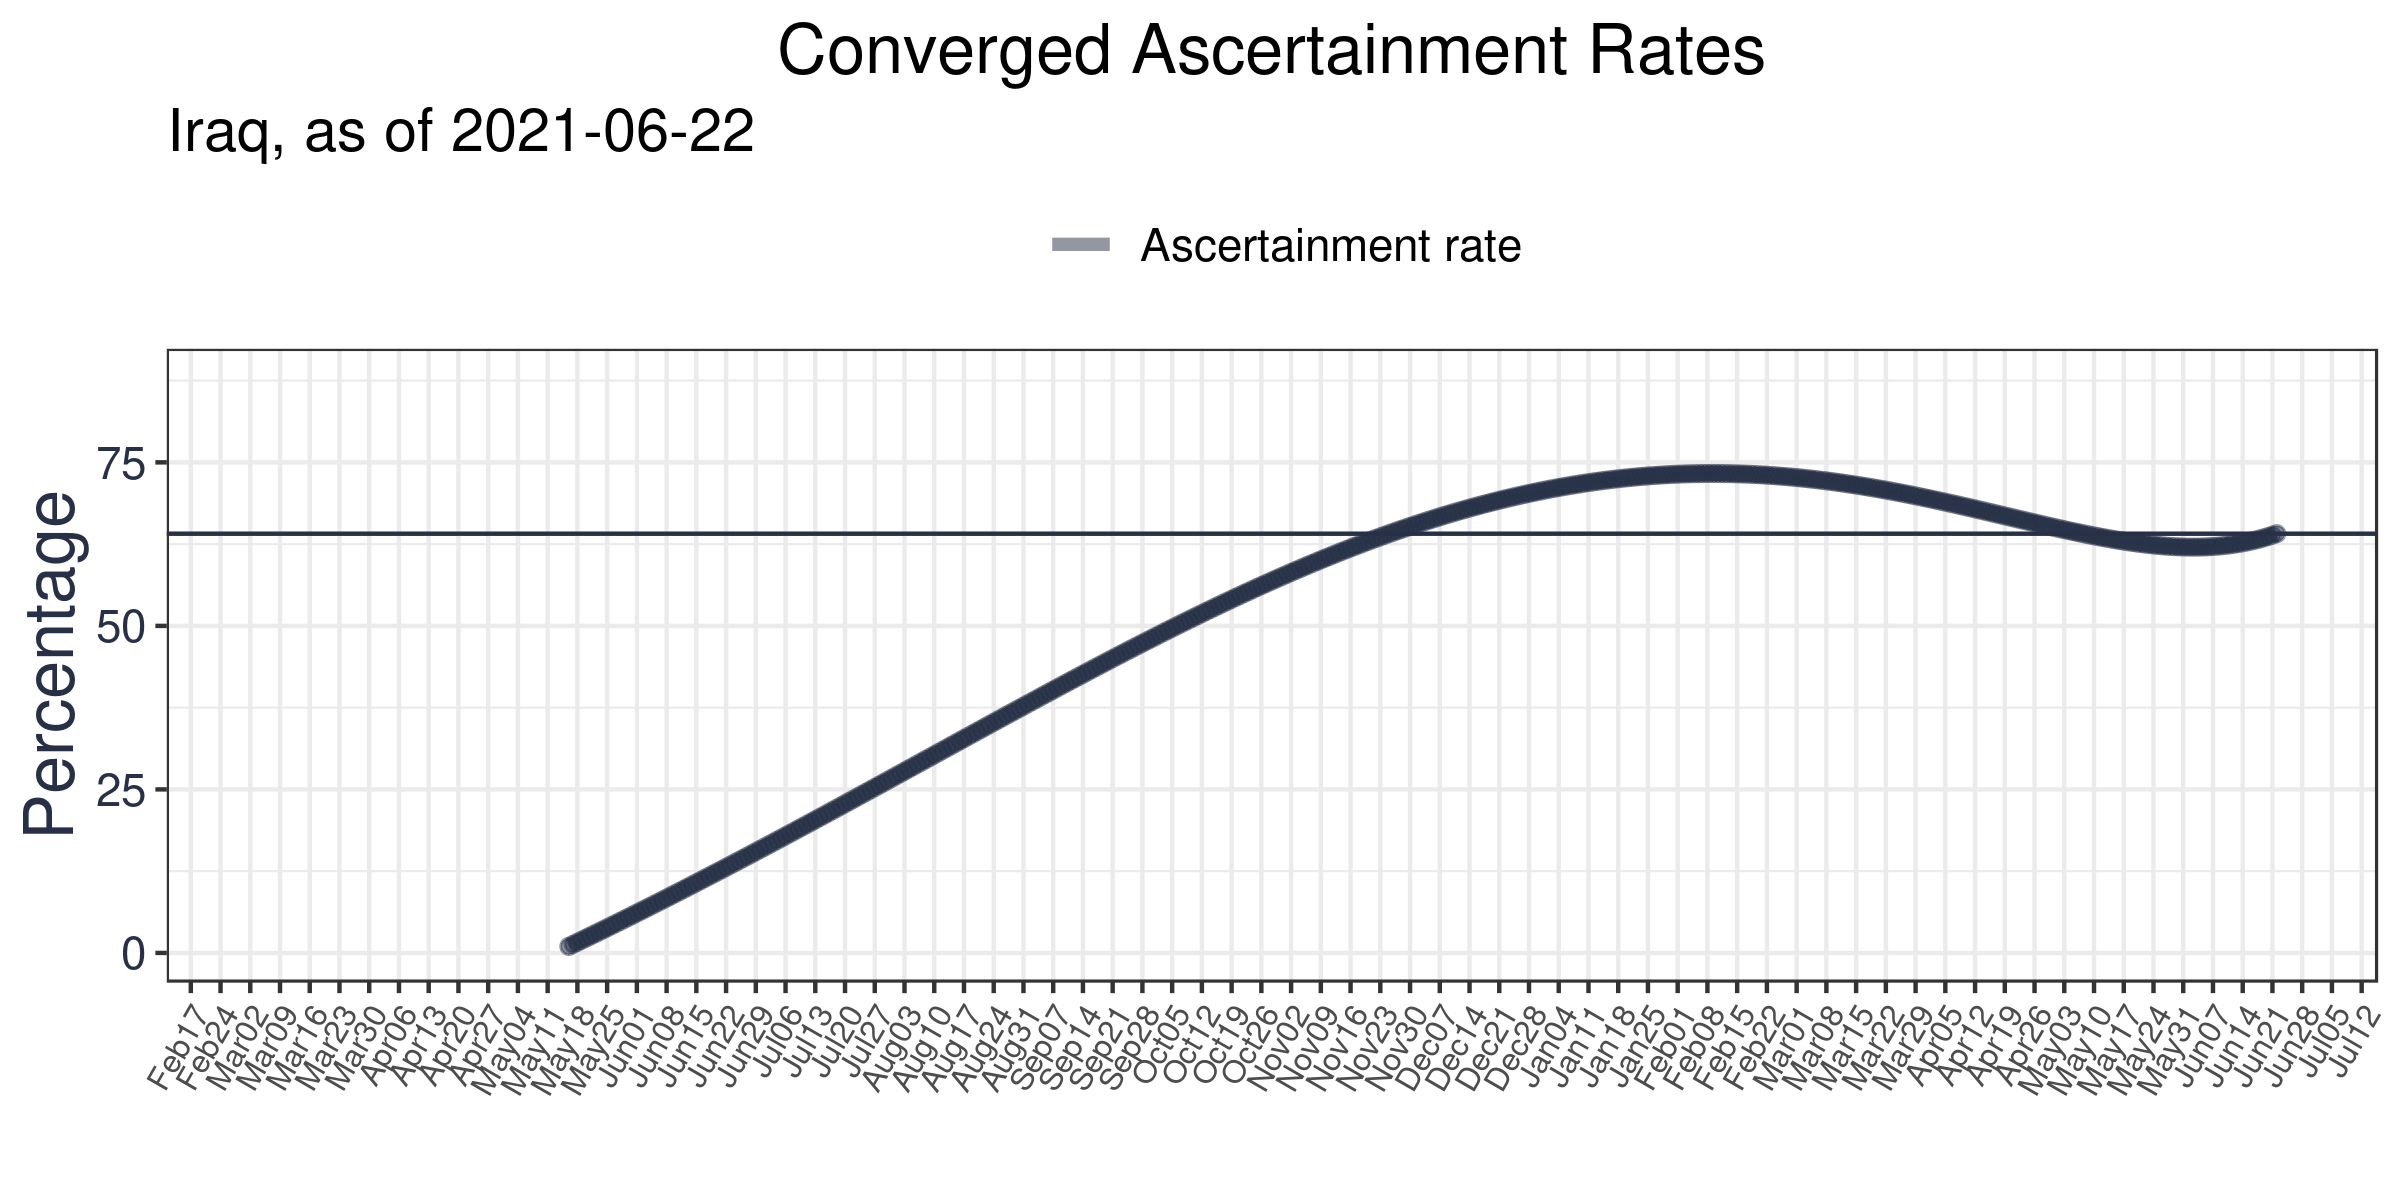 Converged Ascertainment Rates
Iraq, as of 2021-06-22
Ascertainment rate
Percentage
75
50
25
0
Feb17
Feb24
Mar02
Mar09
Mar16
Mar23
Mar30
Apr06
Apr13
Apr20
Apr27
May04
May11
May18
May25
Jun01
Jun08
Jun15
Jun22
Jun29
Jul06
Jul13
Jul20
Jul27
Aug03
Aug10
Aug17
Aug24
Aug31
Sep07
Sep14
Sep21
Sep28
Oct05
Oct12
Oct19
Oct26
Nov02
Nov09
Nov16
Nov23
Nov30
Dec07
Dec14
Dec21
Dec28
Jan04
Jan11
Jan18
Jan25
Feb01
Feb08
Feb15
Feb22
Mar01
Mar08
Mar15
Mar22
Mar29
Apr05
Apr12
Apr19
Apr26
May03
May10
May17
May24
May31
Jun07
Jun14
Jun21
Jun28
Jul05
Jul12